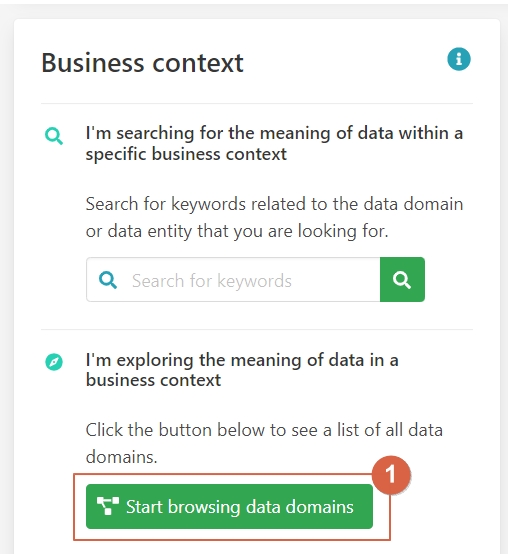 Business context
I'm searching for the meaning of data within a
specific business context
Search for keywords related to the data domain
or data entity that you are looking for.
Search for keywords
I'm exploring the meaning of data in a
business context
Click the button below to see a list of all data
domains.
1
Start browsing data domains